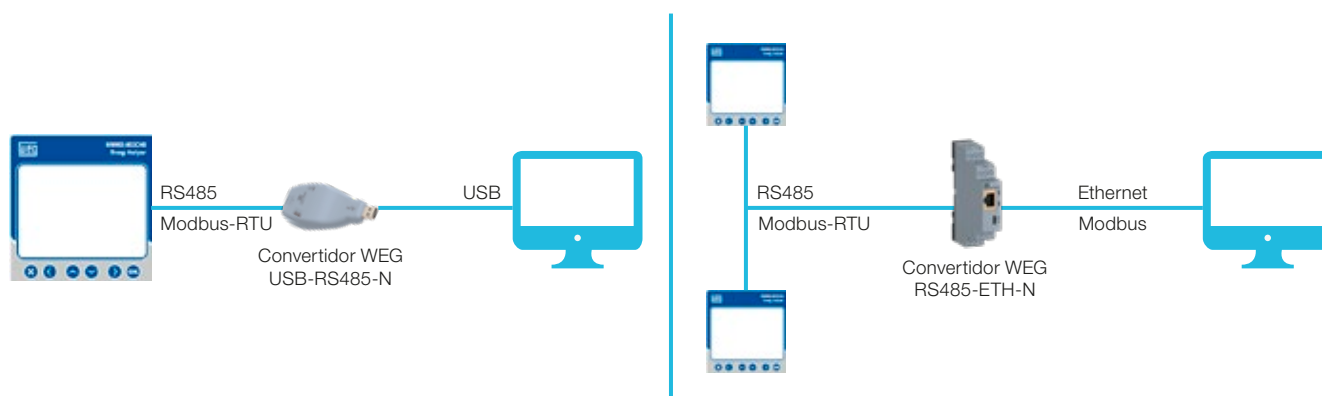 RS485
Modbus-RTU
USB
Convertidor WEG
USB-RS485-N
RS485
Modbus-RTU
Ethernet
Modbus
Convertidor WEG
RS485-ETH-N